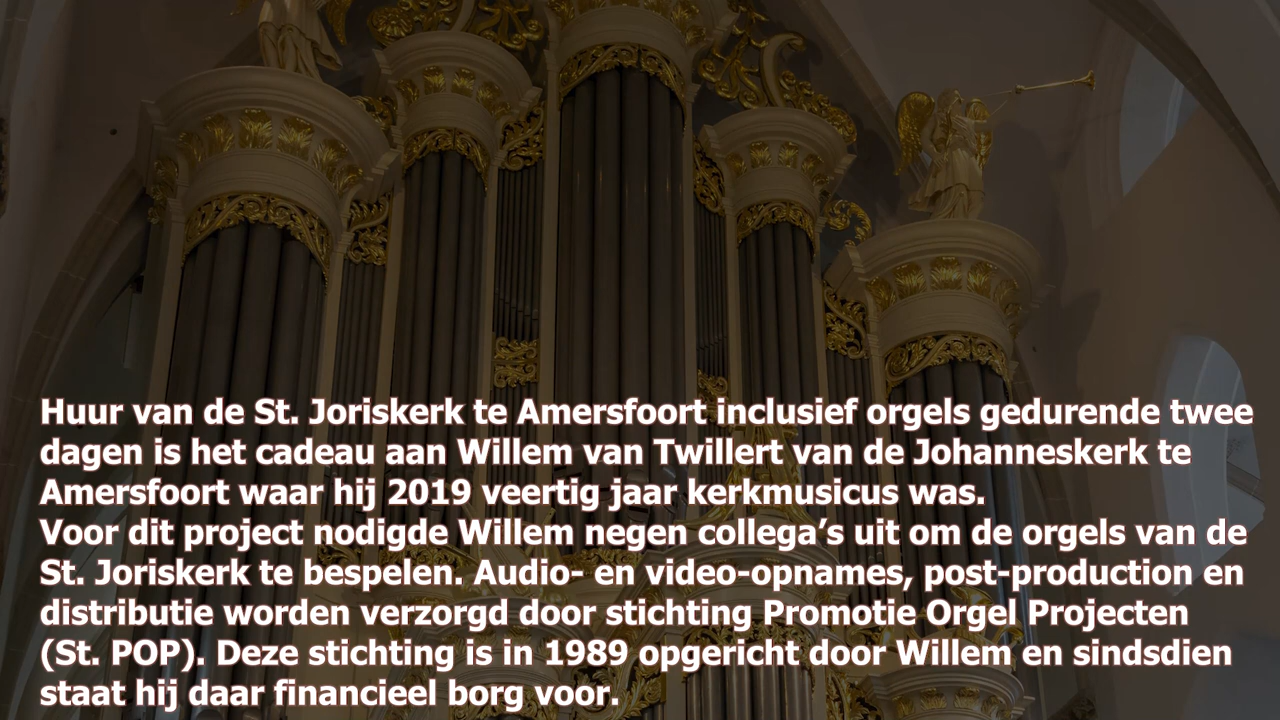 Huur van de St. Joriskerk te Amersfoort inclusief orgels gedurende twee
dagen is het cadeau aan Willem van Twillert van de Johanneskerk te
Amersfoort waar hij 2019 veertig jaar kerkmusicus was.
Voor dit project nodigde Willem negen collega’s uit om de orgels van de
St. Joriskerk te bespelen. Audio- en video-opnames, post-production en
distributie worden verzorgd door stichting Promotie Orgel Projecten
(St. POP). Deze stichting is in 1989 opgericht door Willem en sindsdien
staat hij daar financieel borg voor.